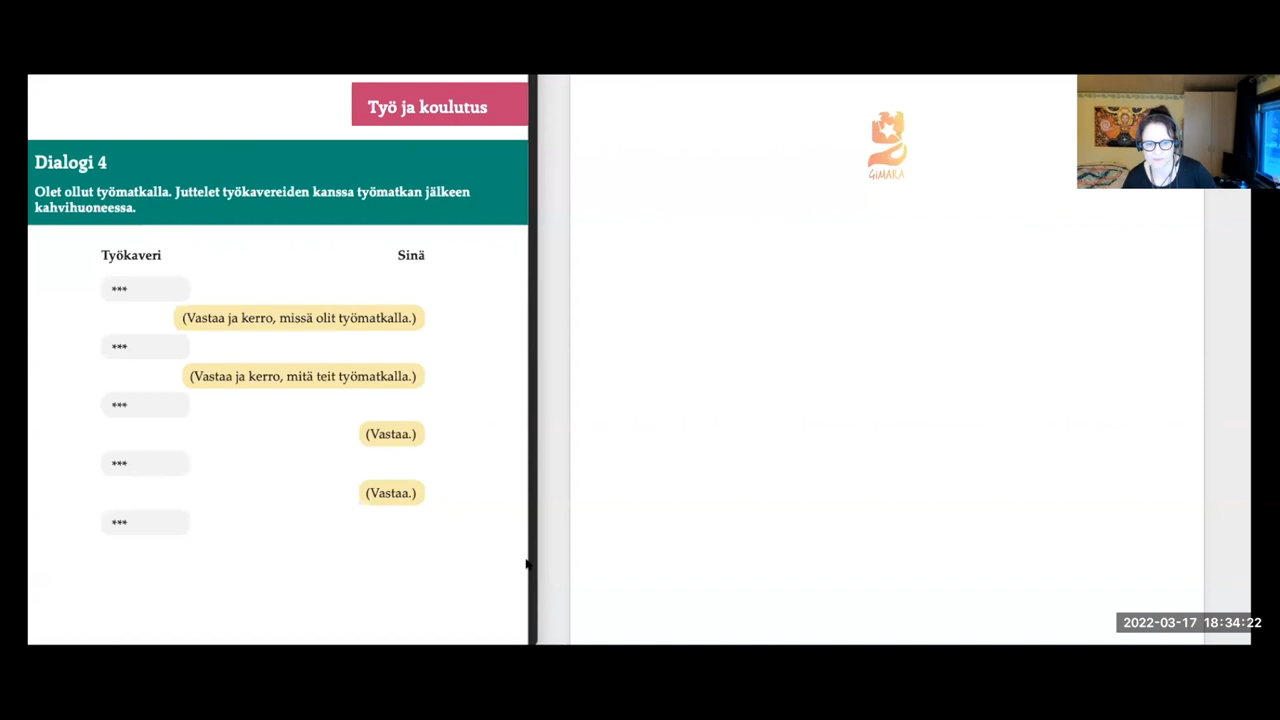 Työ ja koulutus
Dialogi 4
Olet ollut työmatkalla. Juttelet työkavereiden kanssa työmatkan jälkeen
kahvihuoneessa.
Työkaveri Sinä
***
(Vastaa ja kerro, missä olit työmatkalla.)
***
(Vastaa ja kerro, mitä teit työmatkalla.)
***
(Vastaa.)
***
(Vastaa.)
***
GIMARA
2022-03-17 18:34:22